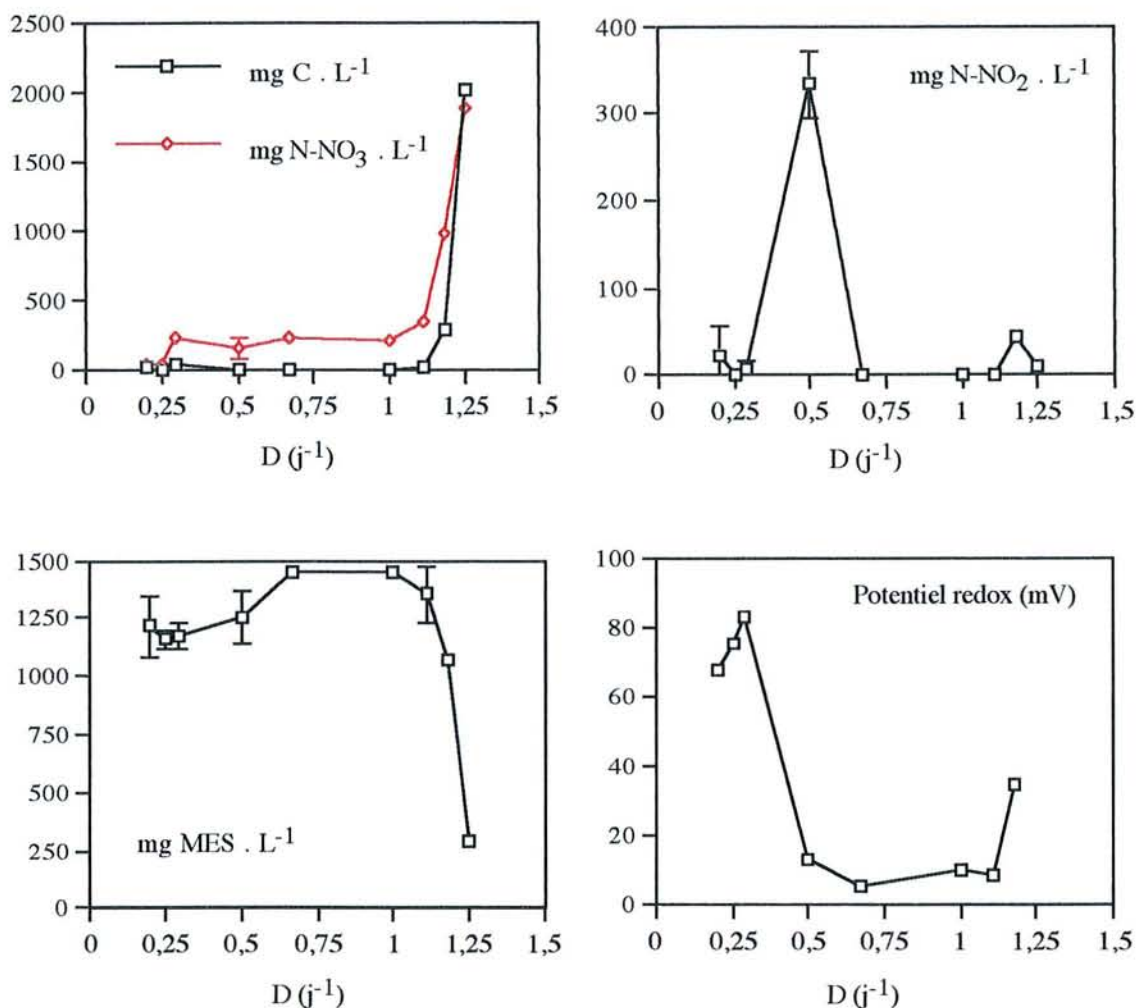 2500
2000
1500
1000
500
0
mg C . L⁻¹
mg N-NO₃ . L⁻¹
0 0,25 0,5 0,75 1 1,25 1,5
D (j⁻¹)
400
300
200
100
0
mg N-NO₂ . L⁻¹
0 0,25 0,5 0,75 1 1,25 1,5
D (j⁻¹)
1500
1250
1000
750
500
250
0
mg MES . L⁻¹
0 0,25 0,5 0,75 1 1,25 1,5
D (j⁻¹)
100
80
60
40
20
0
Potentiel redox (mV)
0 0,25 0,5 0,75 1 1,25 1,5
D (j⁻¹)